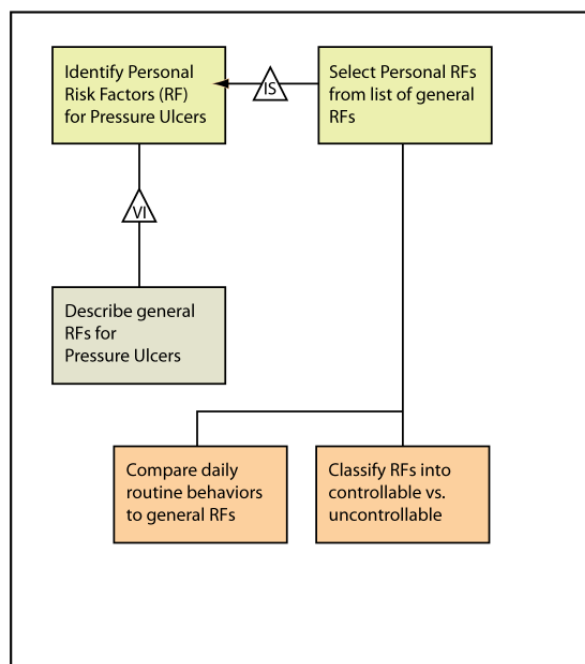 Identify Personal
Risk Factors (RF)
for Pressure Ulcers
IS
Select Personal RFs
from list of general
RFs
VI
Describe general
RFs for
Pressure Ulcers
Compare daily
routine behaviors
to general RFs
Classify RFs into
controllable vs.
uncontrollable